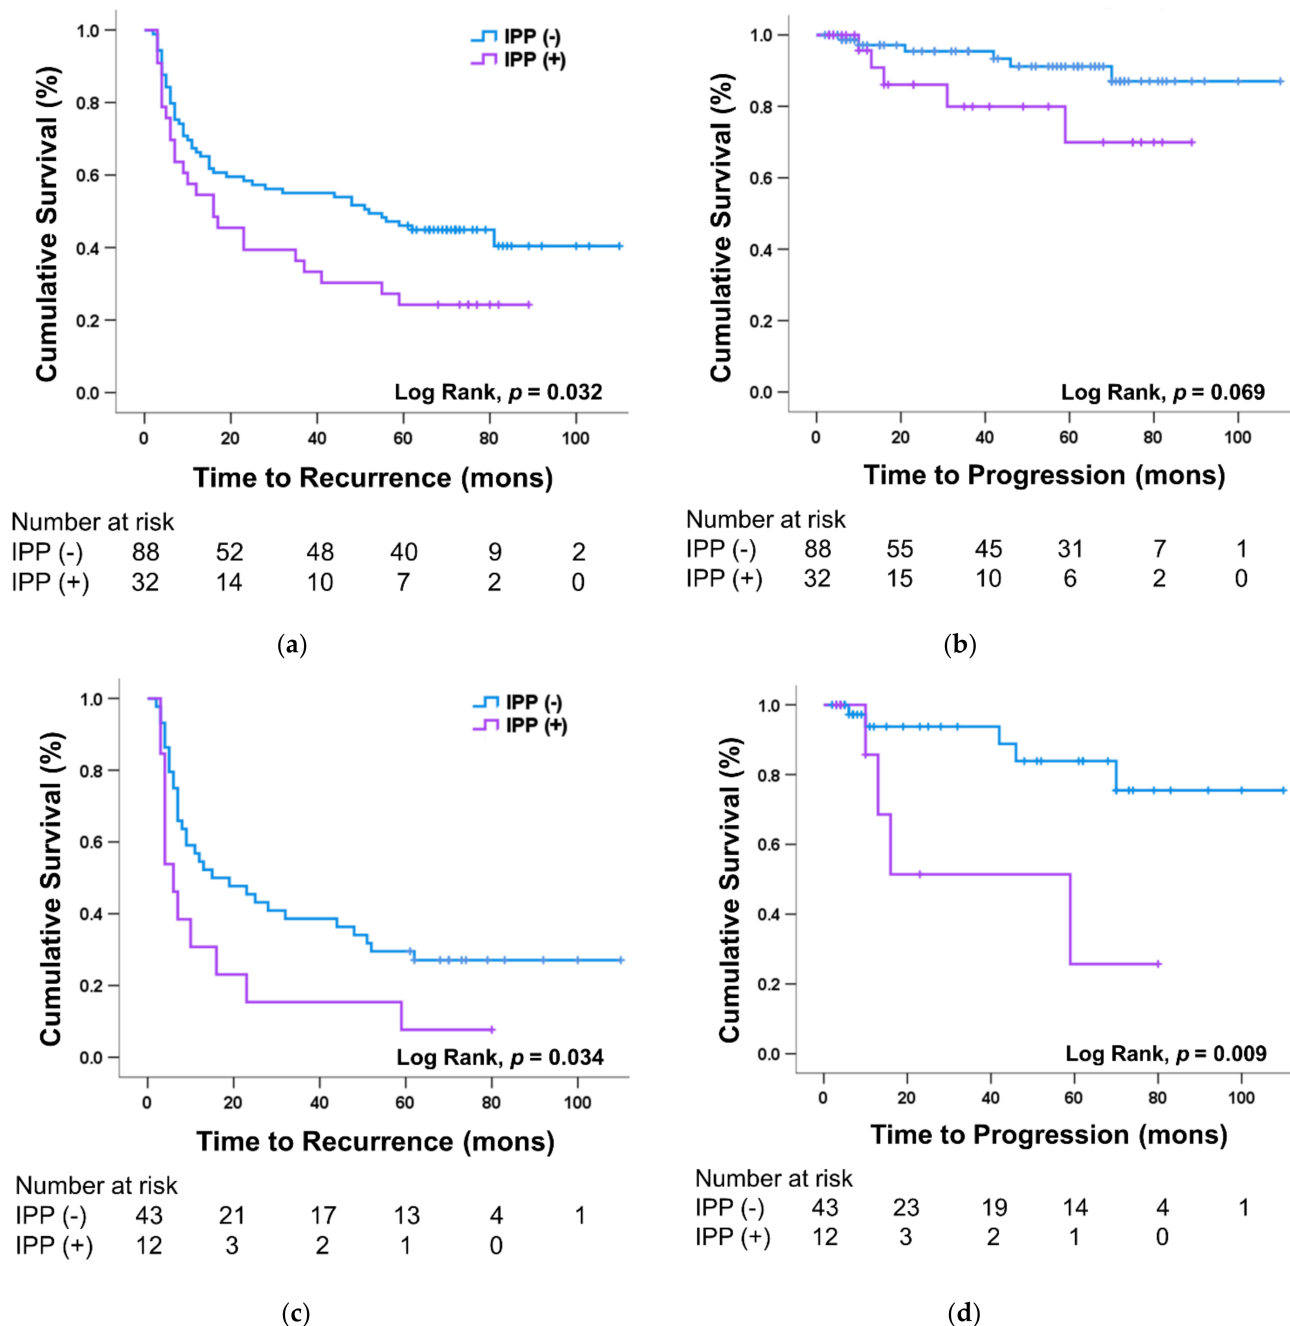 IPP (-)
IPP (+)
1.0
0.8
0.6
0.4
0.2
0.0
Cumulative Survival (%)
Log Rank, p = 0.032
0 20 40 60 80 100
Time to Recurrence (mons)
Number at risk
IPP (-) 88 52 48 40 9 2
IPP (+) 32 14 10 7 2 0
(a)
1.0
0.8
0.6
0.4
0.2
0.0
Cumulative Survival (%)
Log Rank, p = 0.069
0 20 40 60 80 100
Time to Progression (mons)
Number at risk
IPP (-) 88 55 45 31 7 1
IPP (+) 32 15 10 6 2 0
(b)
IPP (-)
IPP (+)
1.0
0.8
0.6
0.4
0.2
0.0
Cumulative Survival (%)
Log Rank, p = 0.034
0 20 40 60 80 100
Time to Recurrence (mons)
Number at risk
IPP (-) 43 21 17 13 4 1
IPP (+) 12 3 2 1 0
(c)
1.0
0.8
0.6
0.4
0.2
0.0
Cumulative Survival (%)
Log Rank, p = 0.009
0 20 40 60 80 100
Time to Progression (mons)
Number at risk
IPP (-) 43 23 19 14 4 1
IPP (+) 12 3 2 1 0
(d)